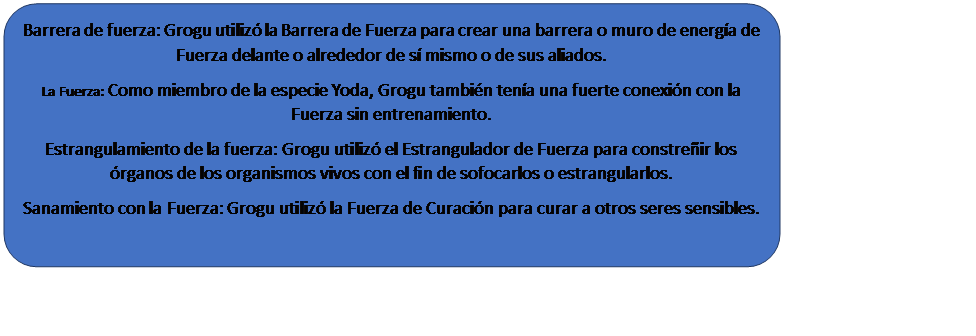 Barrera de fuerza: Grogu utilizó la Barrera de Fuerza para crear una barrera o muro de energía de
Fuerza delante o alrededor de sí mismo o de sus aliados.
La Fuerza: Como miembro de la especie Yoda, Grogu también tenía una fuerte conexión con la
Fuerza sin entrenamiento.
Estrangulamiento de la fuerza: Grogu utilizó el Estrangulador de Fuerza para constreñir los
órganos de los organismos vivos con el fin de sofocarlos o estrangularlos.
Sanamiento con la Fuerza: Grogu utilizó la Fuerza de Curación para curar a otros seres sensibles.